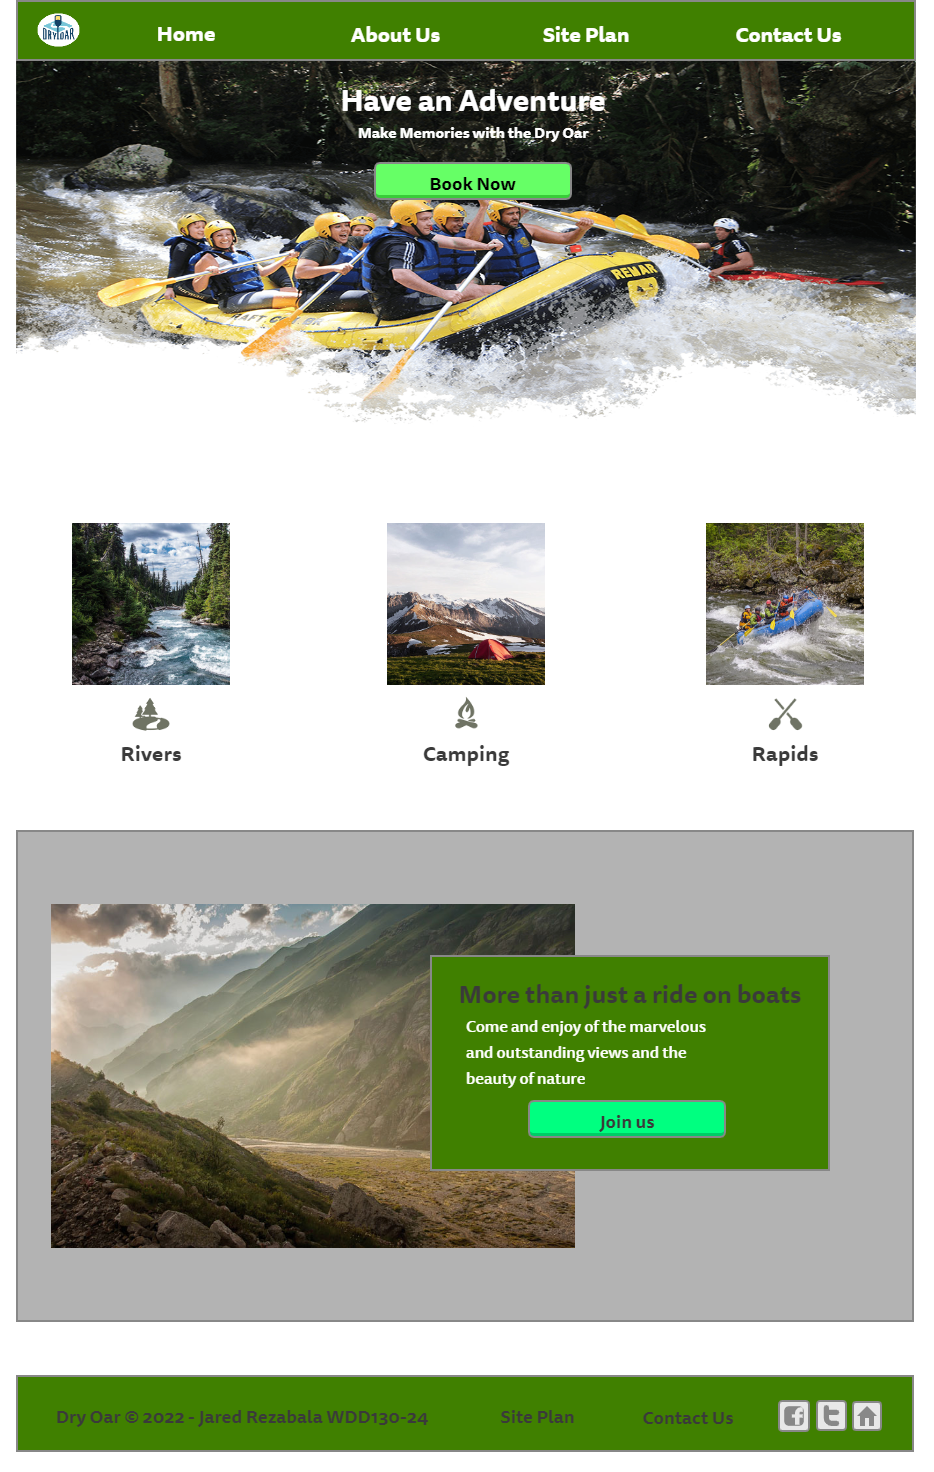 DRYOAR
Home
About Us
Site Plan
Contact Us
Have an Adventure
Make Memories with the Dry Oar
Book Now
REMAR
Rivers
Camping
Rapids
More than just a ride on boats
Come and enjoy of the marvelous
and outstanding views and the
beauty of nature
Join us
Dry Oar © 2022 - Jared Rezabala WDD130-24
Site Plan
Contact Us